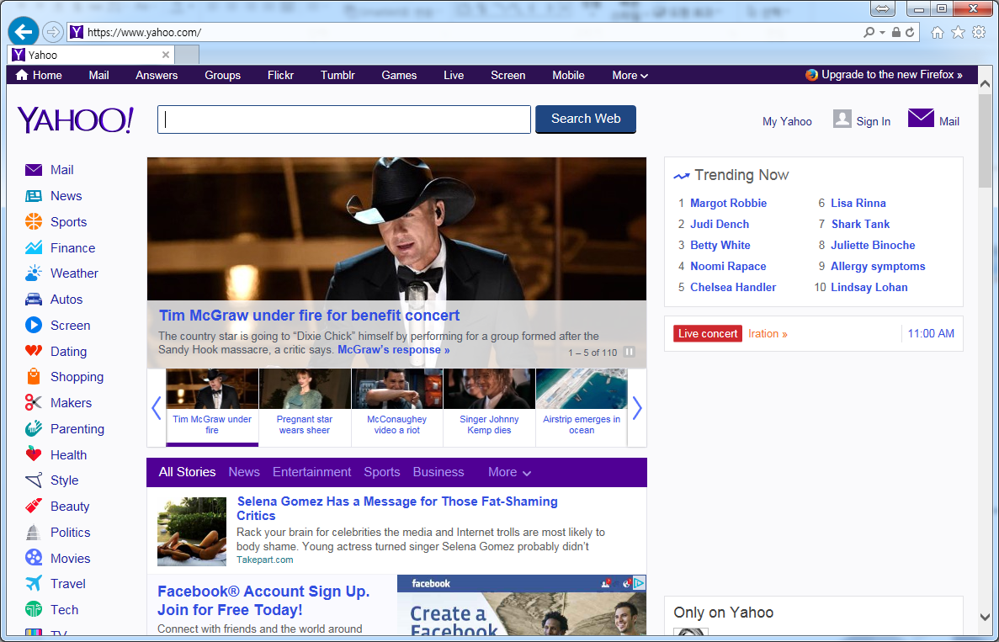 https://www.yahoo.com/
Yahoo
Home Mail Answers Groups Flickr Tumblr Games Live Screen Mobile More Upgrade to the new Firefox »
YAHOO! Search Web My Yahoo Sign In Mail
Mail
News
Sports
Finance
Weather
Autos
Screen
Dating
Shopping
Makers
Parenting
Health
Style
Beauty
Politics
Movies
Travel
Tech
TV
Tim McGraw under fire for benefit concert
The country star is going to “Dixie Chick” himself by performing for a group formed after the
Sandy Hook massacre, a critic says. McGraw's response »
1 – 5 of 110
Tim McGraw under
fire
Pregnant star
wears sheer
McConaughey
video a riot
Singer Johnny
Kemp dies
Airstrip emerges in
ocean
All Stories News Entertainment Sports Business More
Selena Gomez Has a Message for Those Fat-Shaming
Critics
Rack your brain for celebrities the media and Internet trolls are most likely to
body shame. Young actress turned singer Selena Gomez probably didn’t
Takepart.com
Facebook® Account Sign Up.
Join for Free Today!
Connect with friends and the world around
facebook
Create a
Facebook
Trending Now
1 Margot Robbie
2 Judi Dench
3 Betty White
4 Noomi Rapace
5 Chelsea Handler
6 Lisa Rinna
7 Shark Tank
8 Juliette Binoche
9 Allergy symptoms
10 Lindsay Lohan
Live concert Iration » 11:00 AM
Only on Yahoo